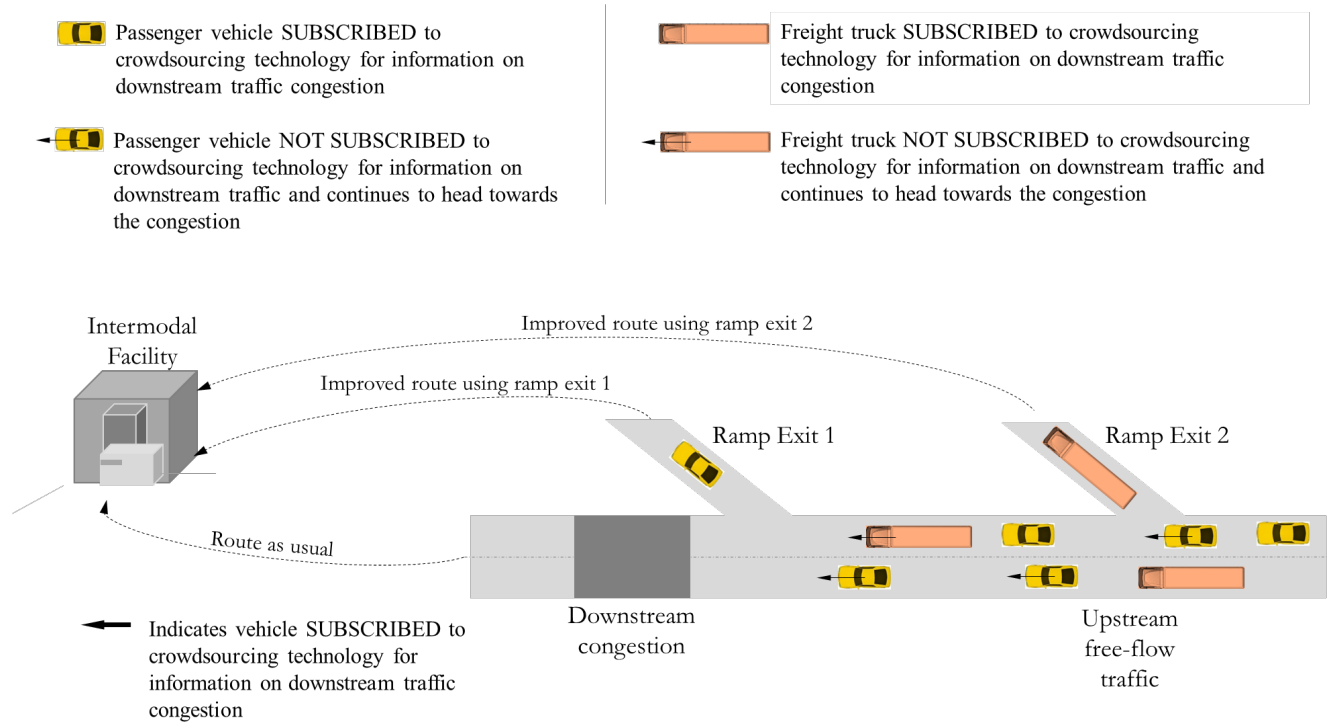 Passenger vehicle SUBSCRIBED to
crowdsourcing technology for information on
downstream traffic congestion
Passenger vehicle NOT SUBSCRIBED to
crowdsourcing technology for information on
downstream traffic and continues to head towards
the congestion
Freight truck SUBSCRIBED to crowdsourcing
technology for information on downstream traffic
congestion
Freight truck NOT SUBSCRIBED to crowdsourcing
technology for information on downstream traffic and
continues to head towards the congestion
Intermodal
Facility
Improved route using ramp exit 2
Improved route using ramp exit 1
Ramp Exit 1
Ramp Exit 2
Route as usual
Downstream
congestion
Upstream
free-flow
traffic
Indicates vehicle SUBSCRIBED to
crowdsourcing technology for
information on downstream traffic
congestion